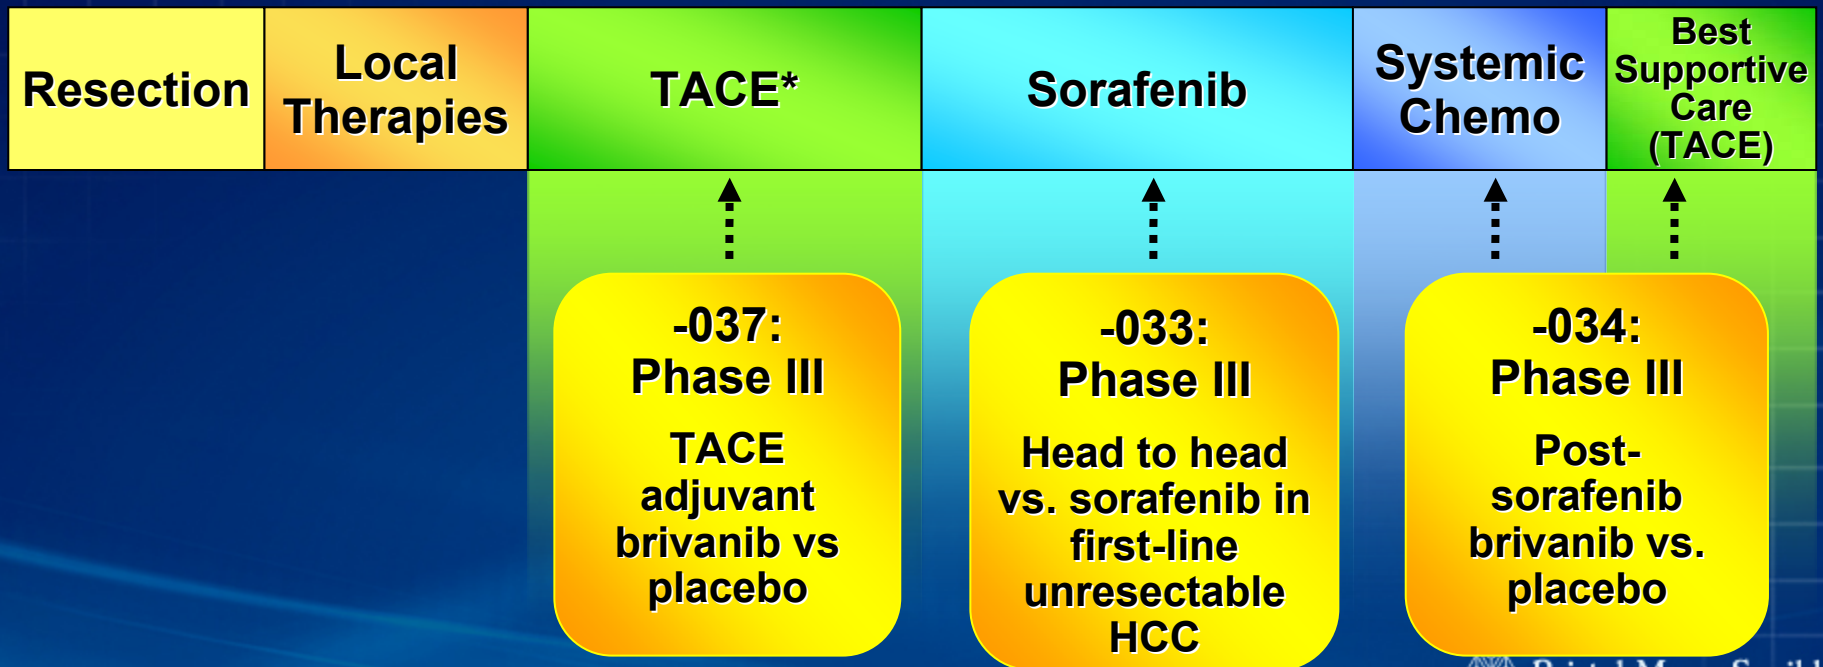 Resection
Local
Therapies
TACE*
Sorafenib
Systemic
Chemo
Best
Supportive
Care
(TACE)
-037:
Phase III
TACE
adjuvant
brivanib vs
placebo
-033:
Phase III
Head to head
vs. sorafenib in
first-line
unresectable
HCC
-034:
Phase III
Post-
sorafenib
brivanib vs.
placebo